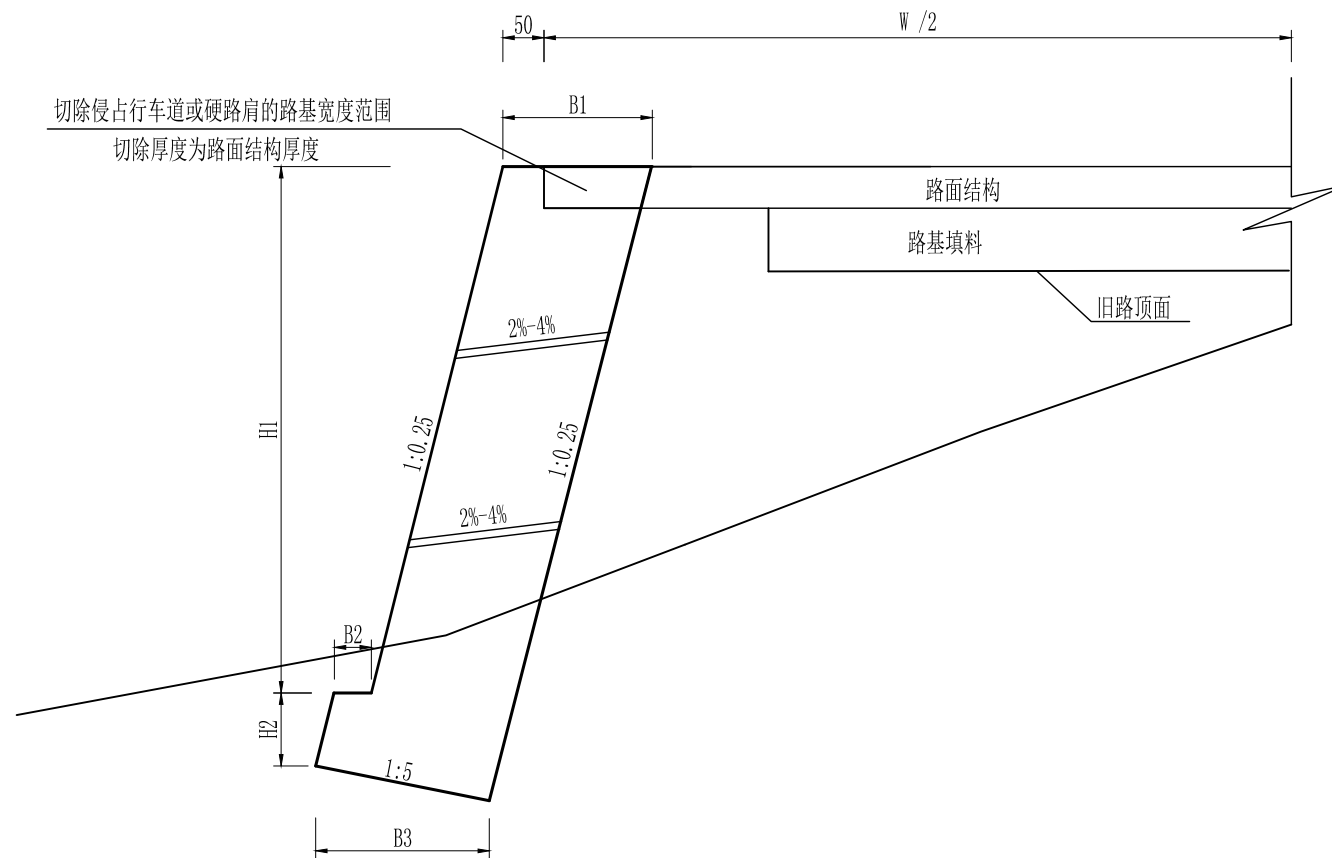 50
W /2
切除侵占行车道或硬路肩的路基宽度范围
切除厚度为路面结构厚度
B1
路面结构
路基填料
旧路顶面
2%-4%
H1
1:0.25
1:0.25
2%-4%
B2
H2
1:5
B3